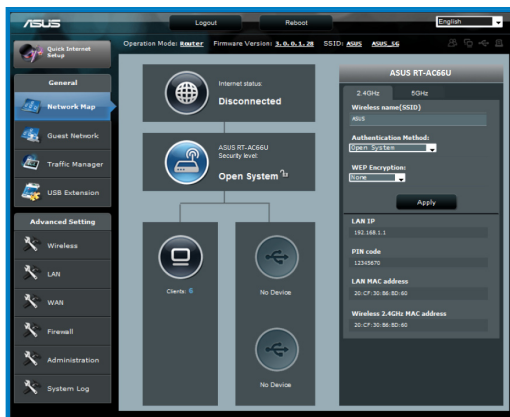 ASUS
Logout
Reboot
English
Quick Internet
Setup
Operation Mode: Router Firmware Version: 3.0.0.1.28 SSID: ASUS ASUS_5G
General
Network Map
Guest Network
Traffic Manager
USB Extension
Advanced Setting
Wireless
LAN
WAN
Firewall
Administration
System Log
Internet status:
Disconnected
ASUS RT-AC66U
Security level:
Open System
Clients: 6
No Device
No Device
ASUS RT-AC66U
2.4GHz
5GHz
Wireless name(SSID)
ASUS
Authentication Method:
Open System
WEP Encryption:
None
Apply
LAN IP
192.168.1.1
PIN code
12345670
LAN MAC address
20:CF:30:B6:8D:60
Wireless 2.4GHz MAC address
20:CF:30:B6:8D:60